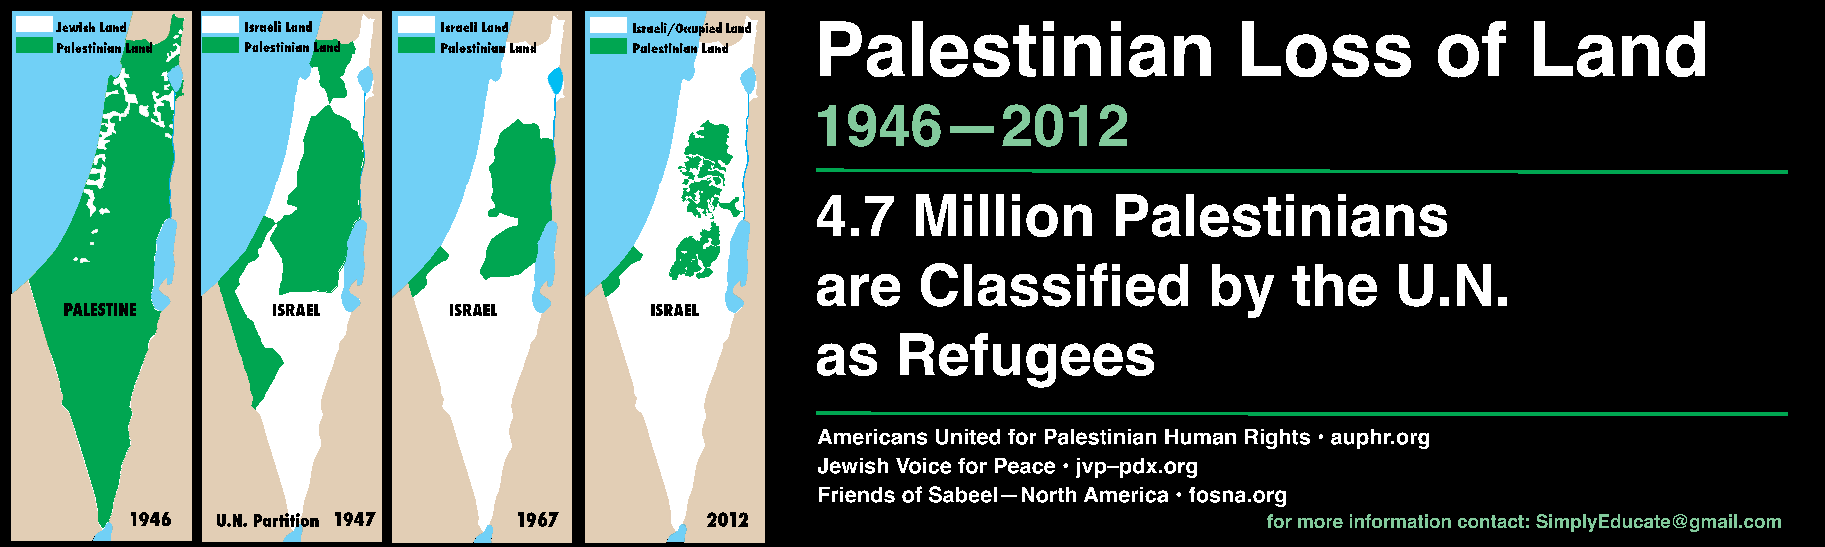 Jewish Land
Palestinian Land
PALESTINE
1946
Israeli Land
Palestinian Land
ISRAEL
U.N. Partition 1947
Israeli Land
Palestinian Land
ISRAEL
1967
Israeli/Occupied Land
Palestinian Land
ISRAEL
2012
Palestinian Loss of Land
1946—2012
4.7 Million Palestinians
are Classified by the U.N.
as Refugees
Americans United for Palestinian Human Rights • auphr.org
Jewish Voice for Peace • jvp–pdx.org
Friends of Sabeel—North America • fosna.org
for more information contact: SimplyEducate@gmail.com